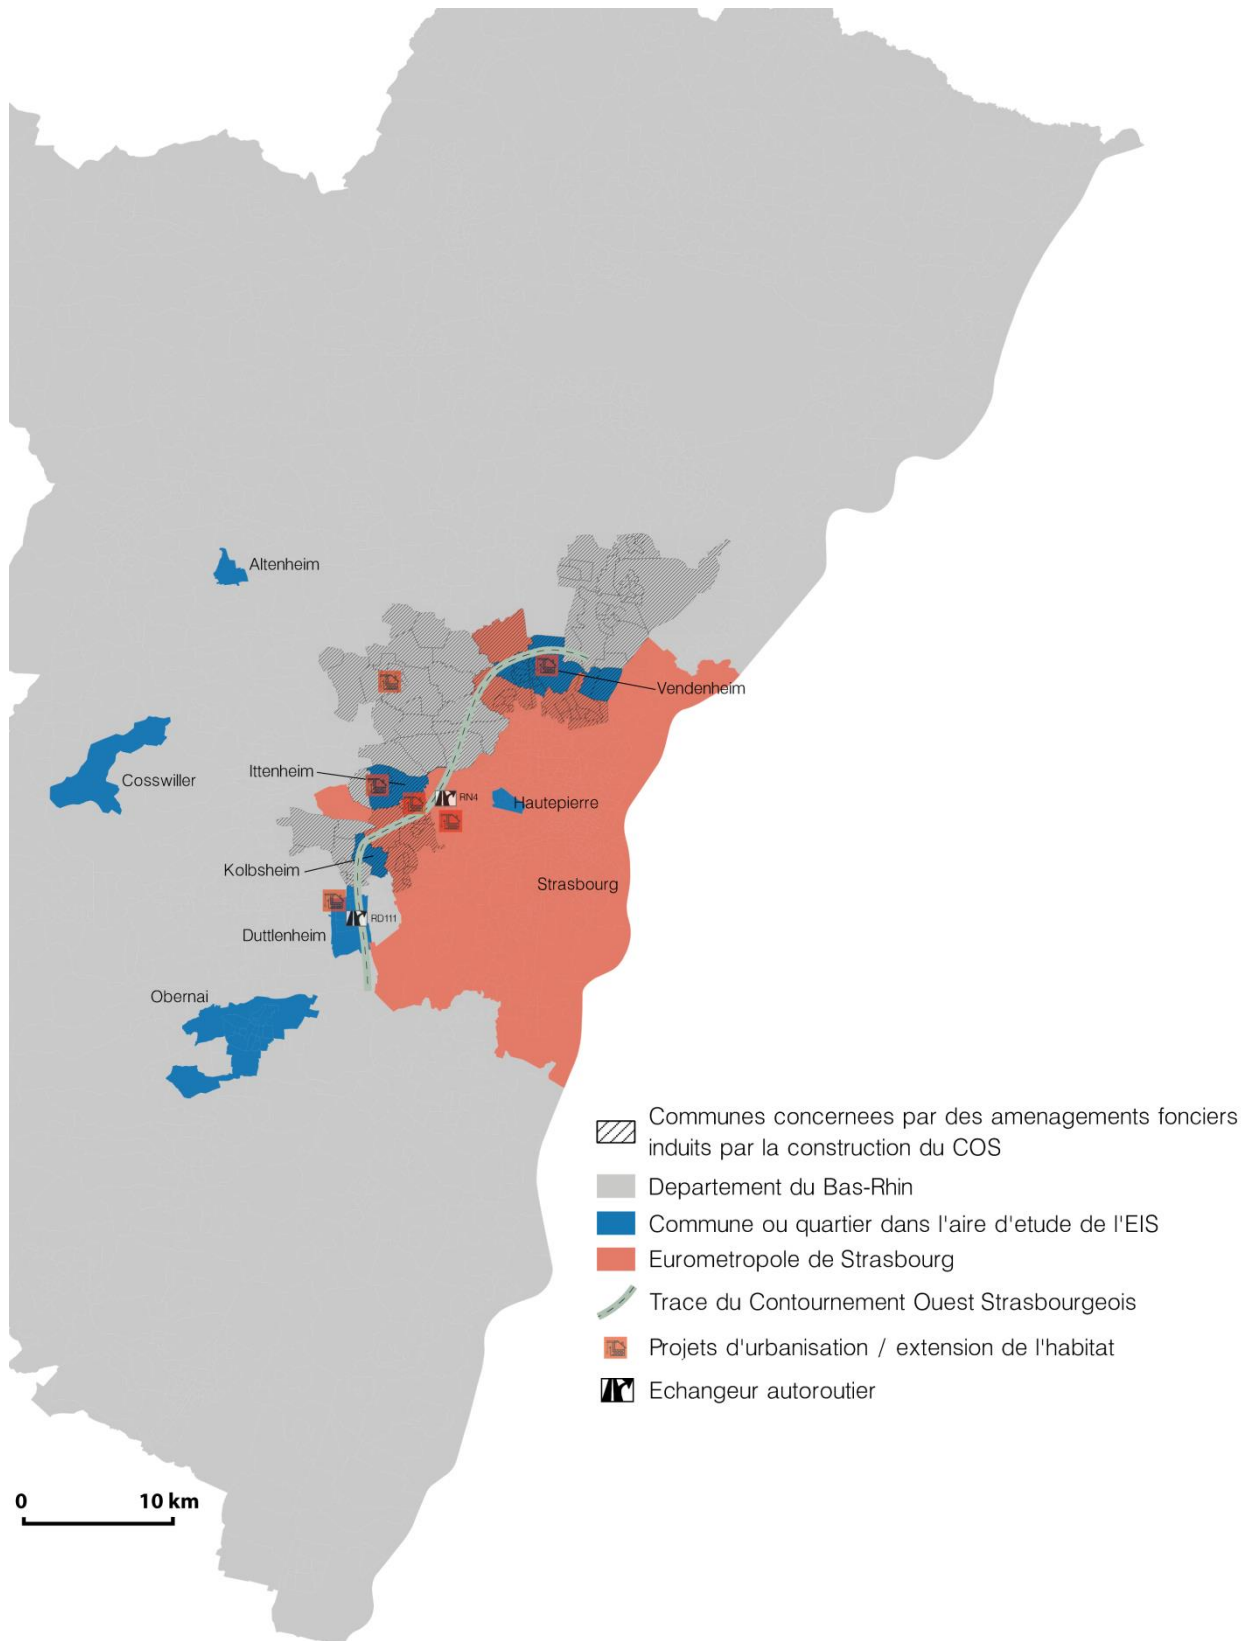 Altenheim
Vendenheim
Cosswiller
Ittenheim
RN4
Hautepierre
Kolbsheim
Strasbourg
RD111
Duttlenheim
Obernai
Communes concernees par des amenagements fonciers
induits par la construction du COS
Departement du Bas-Rhin
Commune ou quartier dans l'aire d'etude de l'EIS
Eurometropole de Strasbourg
Trace du Contournement Ouest Strasbourgeois
Projets d'urbanisation / extension de l'habitat
Echangeur autoroutier
0 10 km